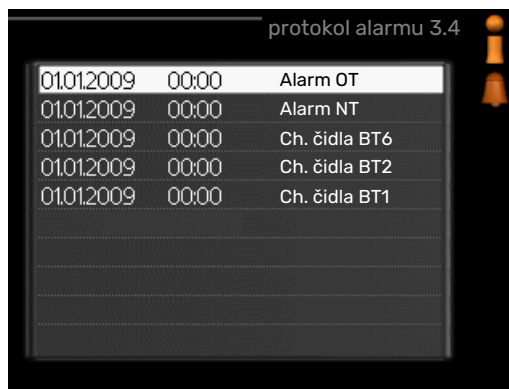 protokol alarmu 3.4
01.01.2009 00:00 Alarm OT
01.01.2009 00:00 Alarm NT
01.01.2009 00:00 Ch. čidla BT6
01.01.2009 00:00 Ch. čidla BT2
01.01.2009 00:00 Ch. čidla BT1